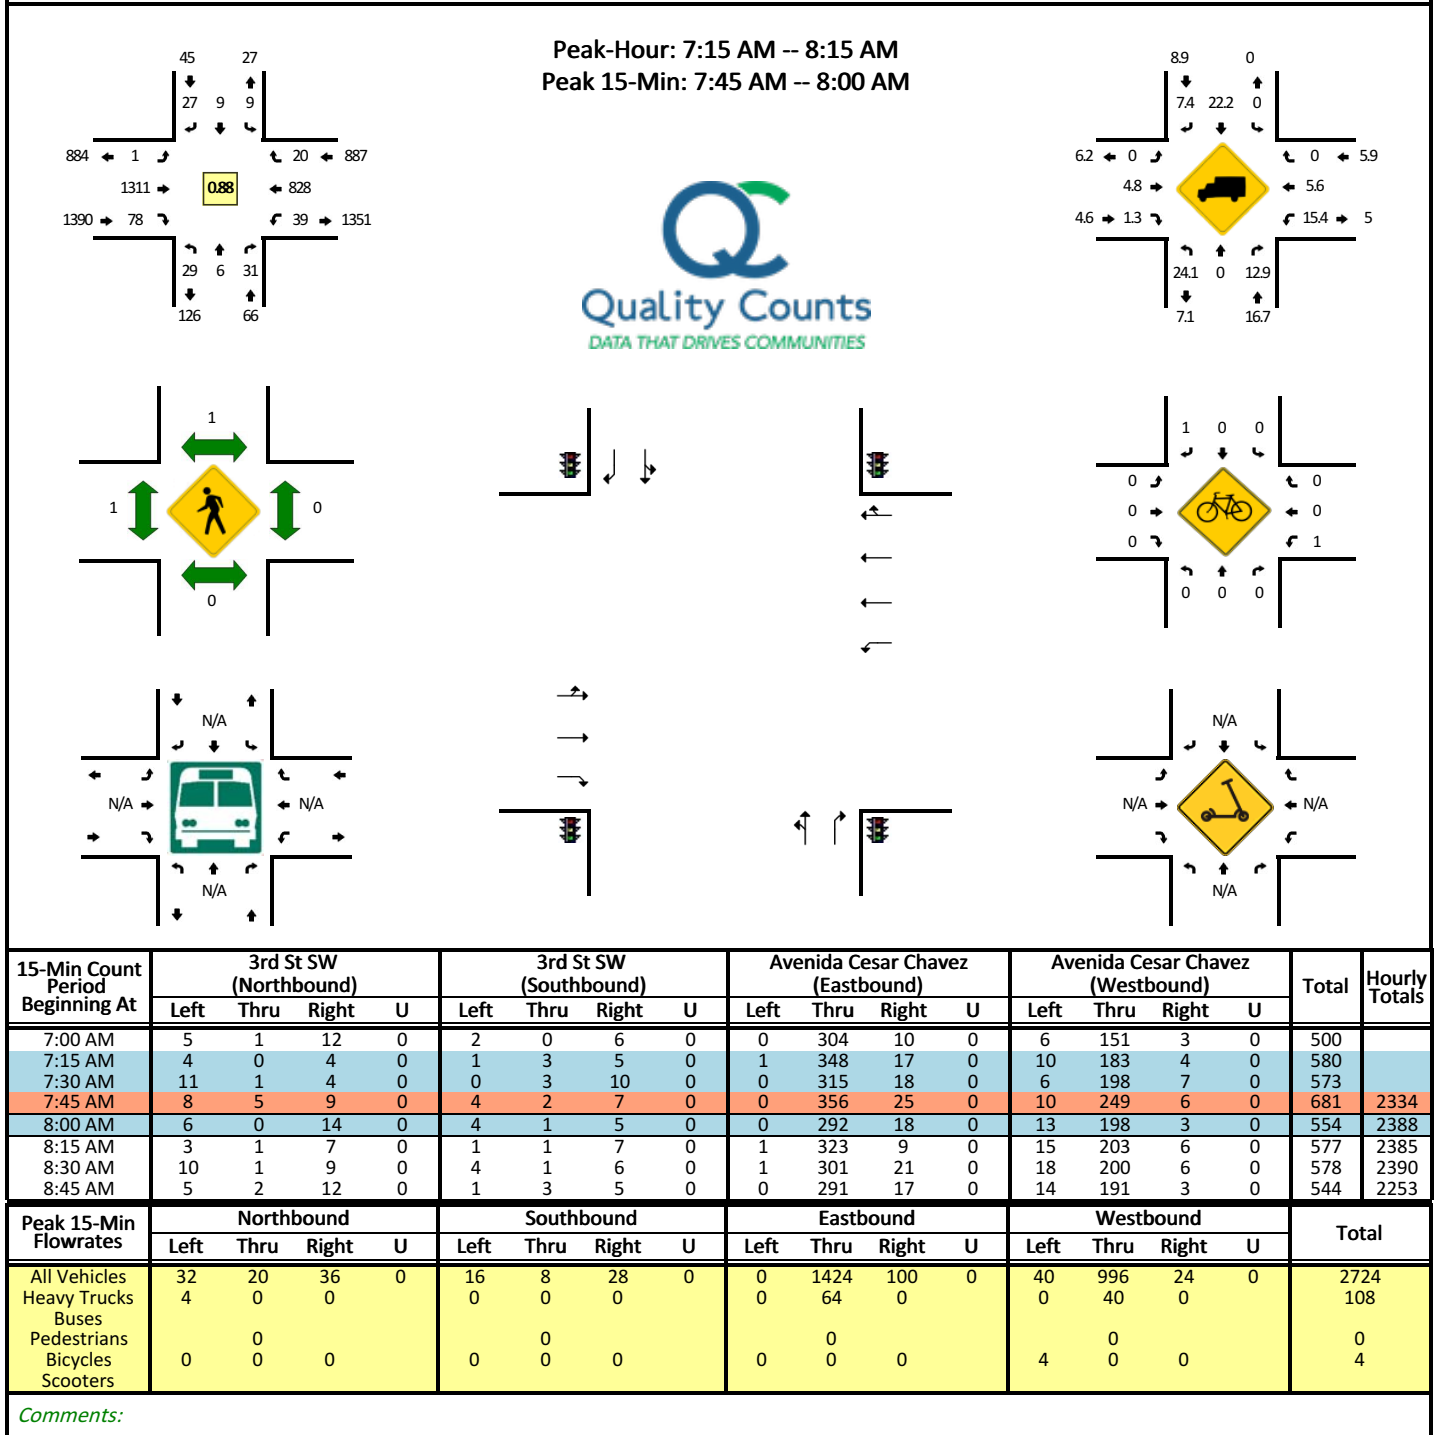 Peak-Hour: 7:15 AM -- 8:15 AM
Peak 15-Min: 7:45 AM -- 8:00 AM
45 27
27 9 9
884 1 20 887
1311 0.88 828
1390 78 39 1351
29 6 31
126 66
QC
Quality Counts
DATA THAT DRIVES COMMUNITIES
8.9 0
7.4 22.2 0
6.2 0 0 5.9
4.8 5.6
4.6 1.3 15.4 5
24.1 0 12.9
7.1 16.7
1
1 0
0
1 0 0
0 0
0 0
0 1
0 0 0
N/A
N/A N/A
N/A
N/A
N/A N/A
N/A
15-Min Count Period Beginning At 3rd St SW (Northbound) 3rd St SW (Southbound) Avenida Cesar Chavez (Eastbound) Avenida Cesar Chavez (Westbound) Total Hourly Totals
Left Thru Right U Left Thru Right U Left Thru Right U Left Thru Right U
7:00 AM 5 1 12 0 2 0 6 0 0 304 10 0 6 151 3 0 500
7:15 AM 4 0 4 0 1 3 5 0 1 348 17 0 10 183 4 0 580
7:30 AM 11 1 4 0 0 3 10 0 0 315 18 0 6 198 7 0 573
7:45 AM 8 5 9 0 4 2 7 0 0 356 25 0 10 249 6 0 681 2334
8:00 AM 6 0 14 0 4 1 5 0 0 292 18 0 13 198 3 0 554 2388
8:15 AM 3 1 7 0 1 1 7 0 1 323 9 0 15 203 6 0 577 2385
8:30 AM 10 1 9 0 4 1 6 0 1 301 21 0 18 200 6 0 578 2390
8:45 AM 5 2 12 0 1 3 5 0 0 291 17 0 14 191 3 0 544 2253
Peak 15-Min Flowrates Northbound Southbound Eastbound Westbound Total
Left Thru Right U Left Thru Right U Left Thru Right U Left Thru Right U
All Vehicles 32 20 36 0 16 8 28 0 0 1424 100 0 40 996 24 0 2724
Heavy Trucks 4 0 0 0 0 0 0 64 0 0 40 0 108
Buses
Pedestrians 0 0 0 0 0
Bicycles 0 0 0 0 0 0 0 0 0 4 0 0 4
Scooters
Comments: